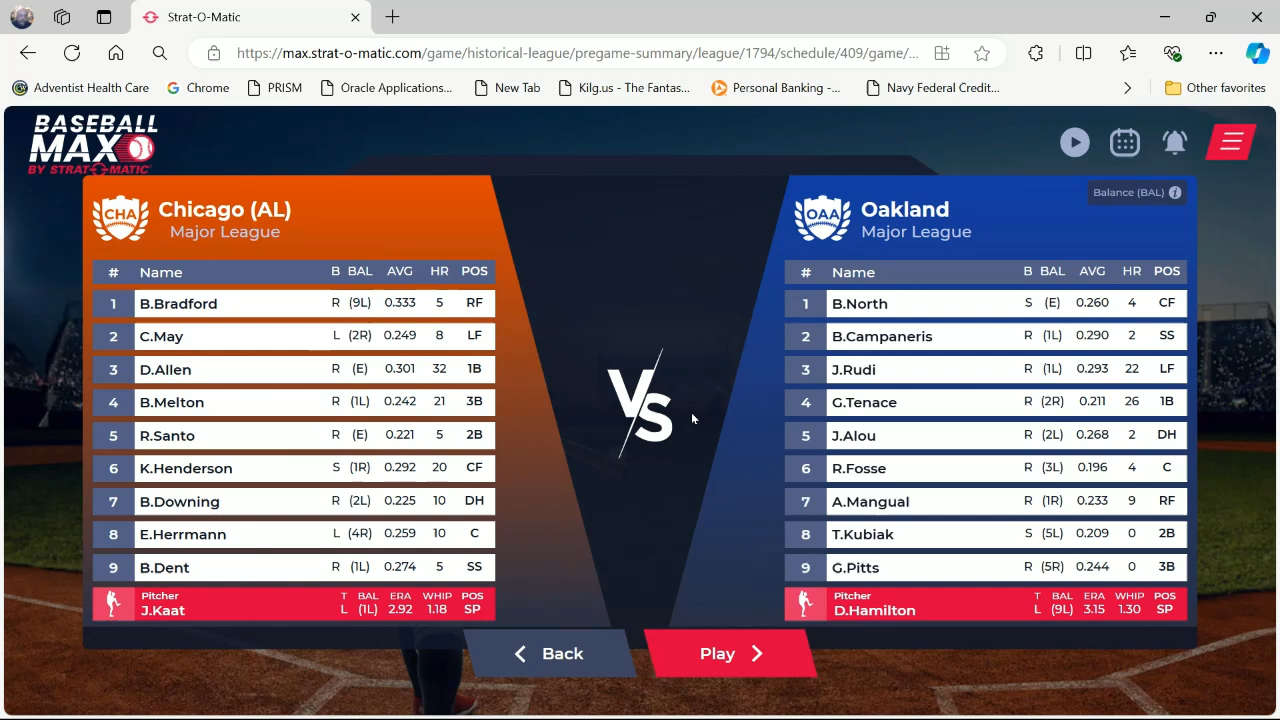 Strat-O-Matic
https://max.strat-o-matic.com/game/historical-league/pregame-summary/league/1794/schedule/409/game/...
Adventist Health Care Chrome PRISM Oracle Applications... New Tab Kilg.us - The Fantas... Personal Banking -... Navy Federal Credit... Other favorites
BASEBALL
MAX
BY STRAT-O-MATIC
CHA Chicago (AL)
Major League
# Name B BAL AVG HR POS
1 B.Bradford R (9L) 0.333 5 RF
2 C.May L (2R) 0.249 8 LF
3 D.Allen R (E) 0.301 32 1B
4 B.Melton R (1L) 0.242 21 3B
5 R.Santo R (E) 0.221 5 2B
6 K.Henderson S (1R) 0.292 20 CF
7 B.Downing R (2L) 0.225 10 DH
8 E.Herrmann L (4R) 0.259 10 C
9 B.Dent R (1L) 0.274 5 SS
Pitcher T BAL ERA WHIP POS
J.Kaat L (1L) 2.92 1.18 SP
VS
Balance (BAL) i
OAA Oakland
Major League
# Name B BAL AVG HR POS
1 B.North S (E) 0.260 4 CF
2 B.Campaneris R (1L) 0.290 2 SS
3 J.Rudi R (1L) 0.293 22 LF
4 G.Tenace R (2R) 0.211 26 1B
5 J.Alou R (2L) 0.268 2 DH
6 R.Fosse R (3L) 0.196 4 C
7 A.Mangual R (1R) 0.233 9 RF
8 T.Kubiak S (5L) 0.209 0 2B
9 G.Pitts R (5R) 0.244 0 3B
Pitcher T BAL ERA WHIP POS
D.Hamilton L (9L) 3.15 1.30 SP
Back
Play